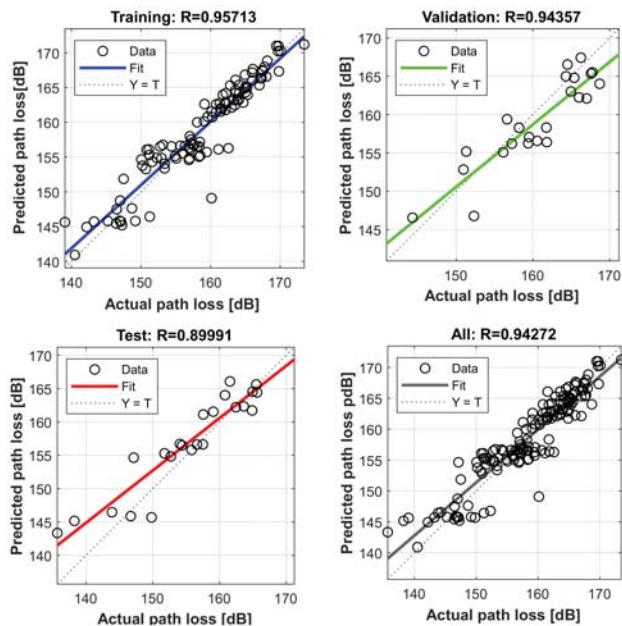 Training: R=0.95713
Predicted path loss[dB]
170
165
160
155
150
145
140
Data
Fit
Y = T
140
150
160
170
Actual path loss [dB]
Validation: R=0.94357
Predicted path loss [dB]
170
165
160
155
150
145
Data
Fit
Y = T
150
160
170
Actual path loss [dB]
Test: R=0.89991
Predicted path loss [dB]
170
165
160
155
150
145
140
Data
Fit
Y = T
140
150
160
170
Actual path loss [dB]
All: R=0.94272
Predicted path loss pdB]
170
165
160
155
150
145
140
Data
Fit
Y = T
140
150
160
170
Actual path loss [dB]